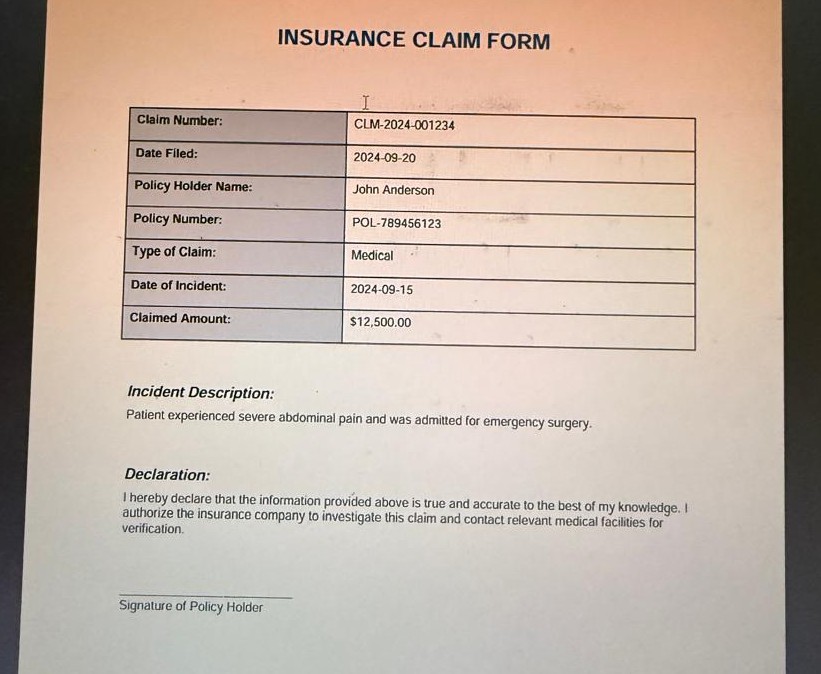 INSURANCE CLAIM FORM
Claim Number: CLM-2024-001234
Date Filed: 2024-09-20
Policy Holder Name: John Anderson
Policy Number: POL-789456123
Type of Claim: Medical
Date of Incident: 2024-09-15
Claimed Amount: $12,500.00
Incident Description:
Patient experienced severe abdominal pain and was admitted for emergency surgery.
Declaration:
I hereby declare that the information provided above is true and accurate to the best of my knowledge. I
authorize the insurance company to investigate this claim and contact relevant medical facilities for
verification.
Signature of Policy Holder